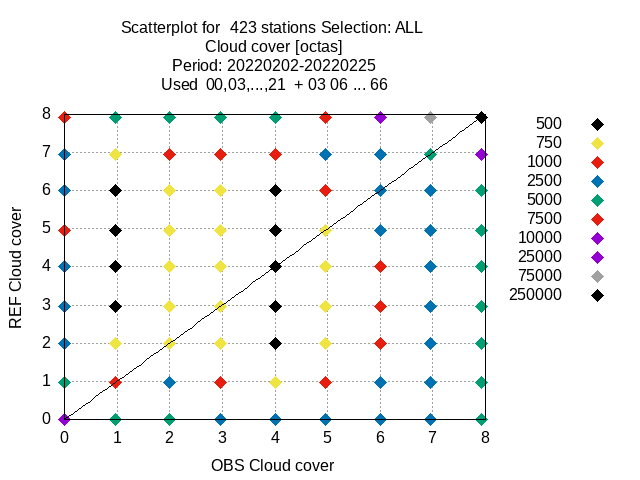 Scatterplot for  423 stations Selection: ALL
Cloud cover [octas]
Period: 20220202-20220225
Used  00,03,...,21  + 03 06 ... 66
REF Cloud cover
8
7
6
5
4
3
2
1
0
0 1 2 3 4 5 6 7 8
OBS Cloud cover
500
750
1000
2500
5000
7500
10000
25000
75000
250000